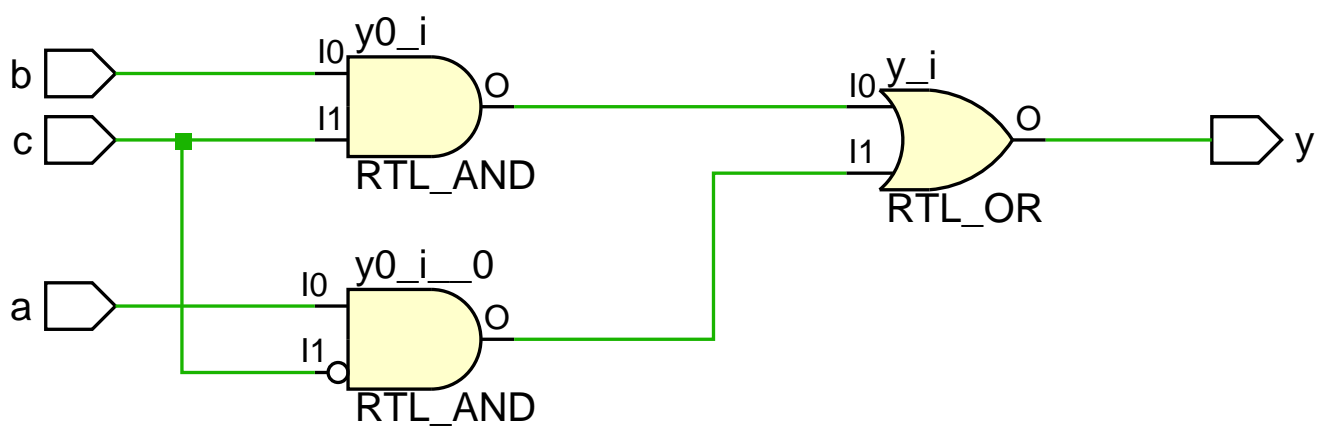 y0_i
b
I0
O
c
I1
RTL_AND
y_i
I0
O
I1
y
RTL_OR
y0_i__0
a
I0
O
I1
RTL_AND